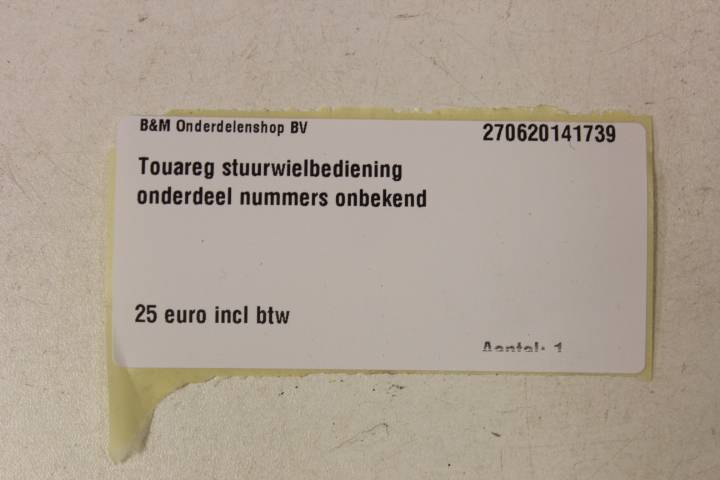 B&M Onderdelenshop BV
270620141739
Touareg stuurwielbediening
onderdeel nummers onbekend
25 euro incl btw
Aantal: 1